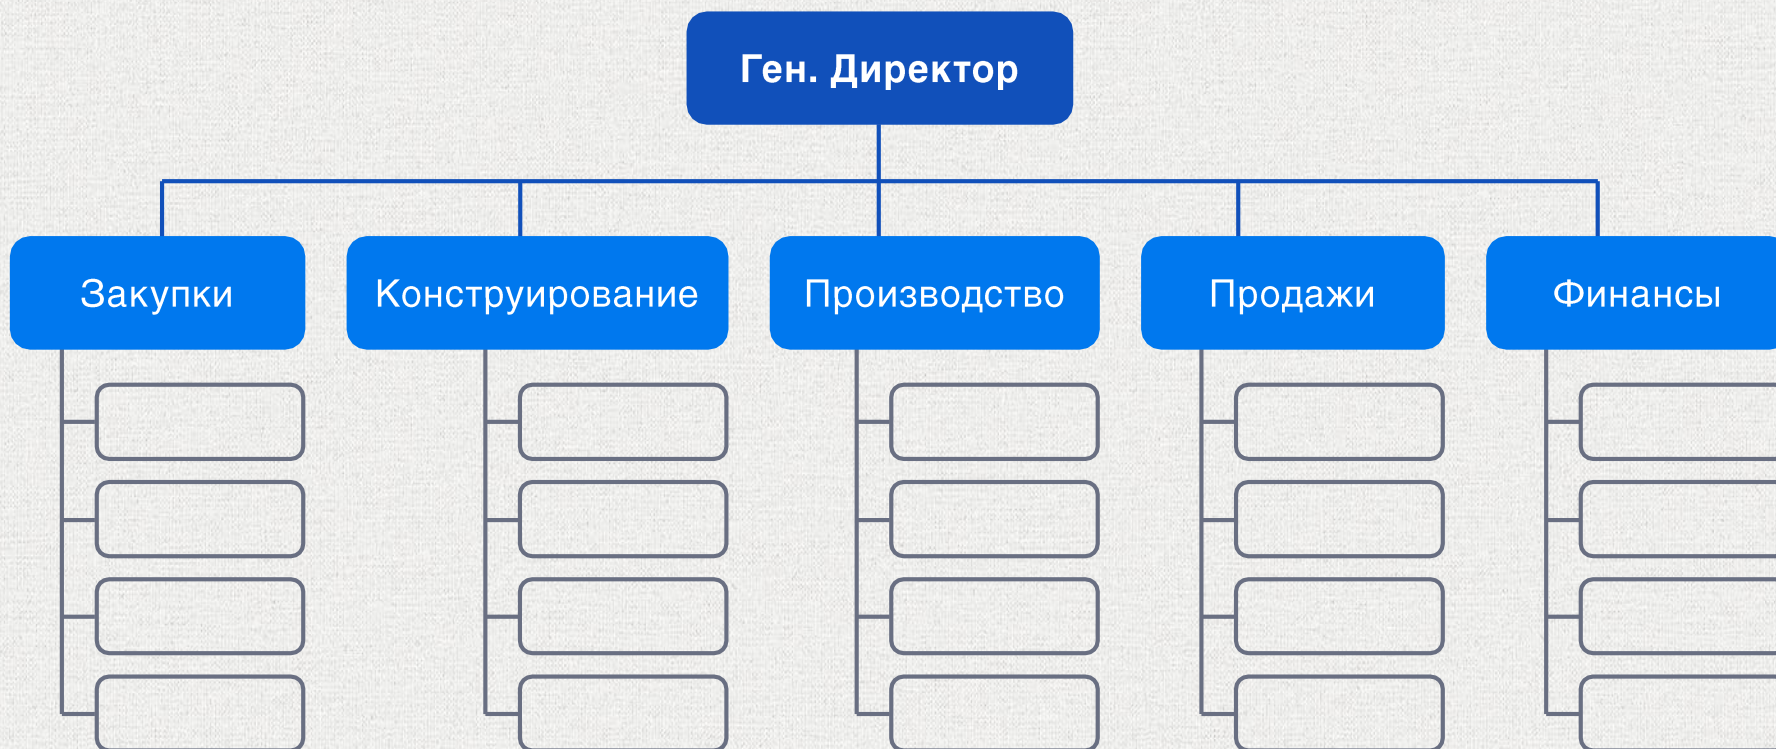 Ген. Директор
Закупки
Конструирование
Производство
Продажи
Финансы